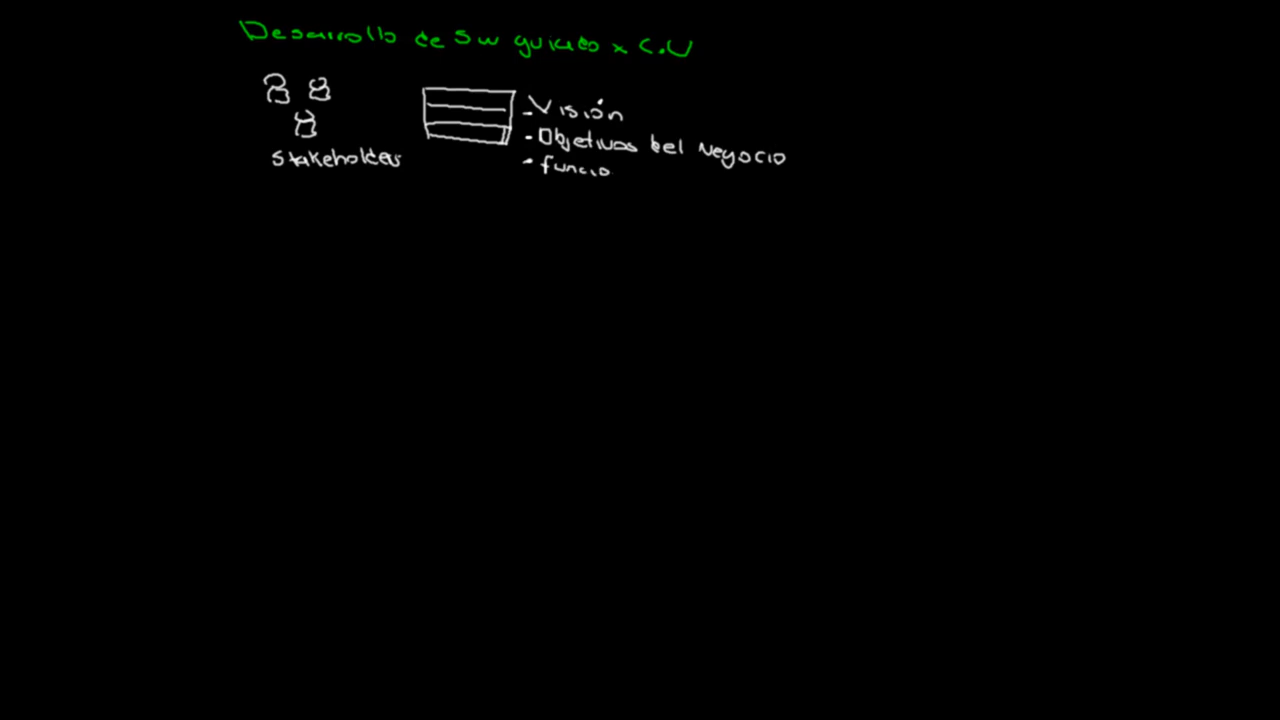 Desarrollo de SW guiado x C.U
stakeholders
- Visión
- Objetivos del Negocio
- funcio